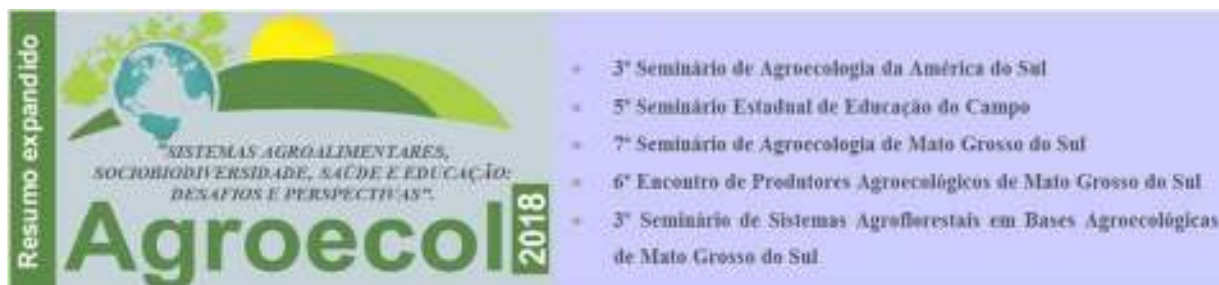 Resumo expandido
"SISTEMAS AGROALIMENTARES,
SOCIOBIODIVERSIDADE, SAÚDE E EDUCAÇÃO:
DESAFIOS E PERSPECTIVAS".
Agroecol 2018
3º Seminário de Agroecologia da América do Sul
5º Seminário Estadual de Educação do Campo
7º Seminário de Agroecologia de Mato Grosso do Sul
6º Encontro de Produtores Agroecológicos de Mato Grosso do Sul
3º Seminário de Sistemas Agroflorestais em Bases Agroecológicas
de Mato Grosso do Sul